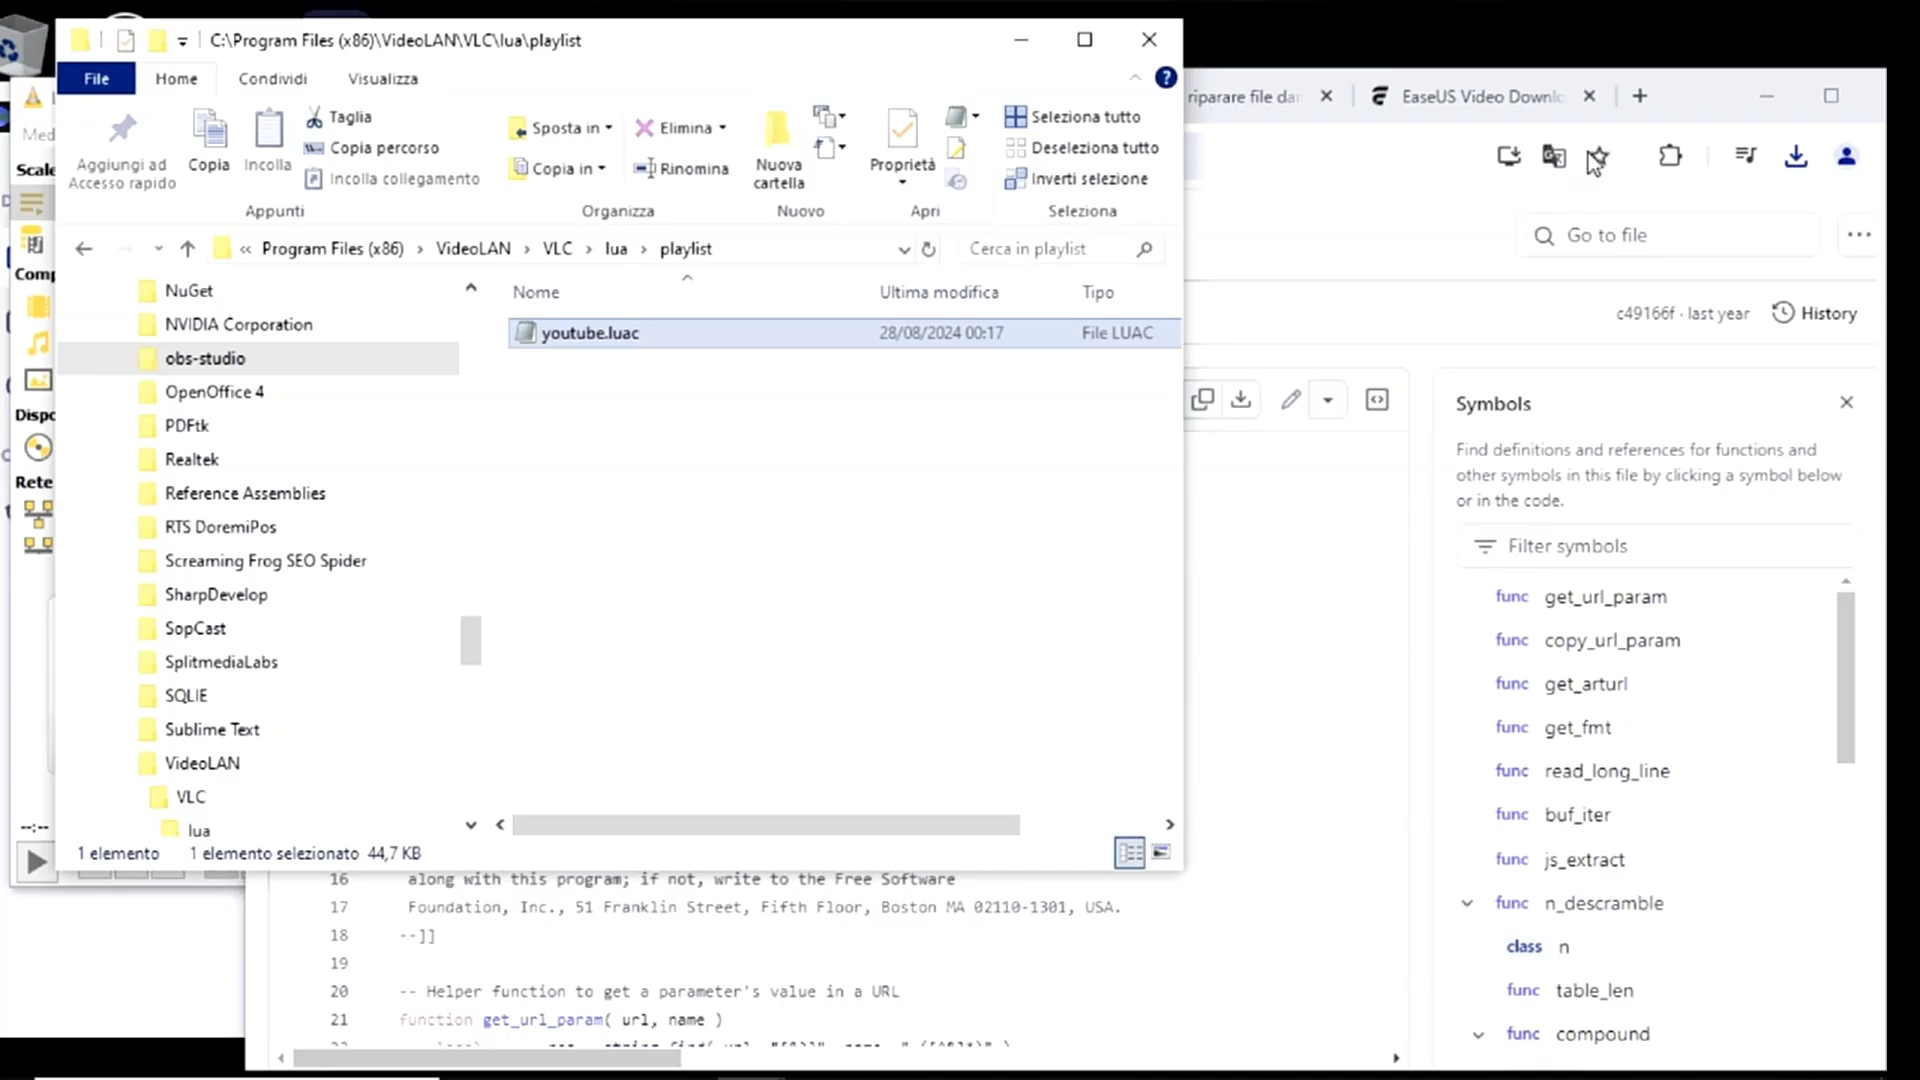 C:\Program Files (x86)\VideoLAN\VLC\lua\playlist
File Home Condividi Visualizza
Aggiungi ad
Accesso rapido
Copia
Incolla
Taglia
Copia percorso
Incolla collegamento
Appunti
Sposta in
Copia in
Elimina
Rinomina
Organizza
Nuova
cartella
Nuovo
Proprietà
Apri
Seleziona tutto
Deseleziona tutto
Inverti selezione
Seleziona
« Program Files (x86) › VideoLAN › VLC › lua › playlist
Cerca in playlist
NuGet
NVIDIA Corporation
obs-studio
OpenOffice 4
PDFtk
Realtek
Reference Assemblies
RTS DoremiPos
Screaming Frog SEO Spider
SharpDevelop
SopCast
SplitmediaLabs
SQLIE
Sublime Text
VideoLAN
VLC
lua
Nome Ultima modifica Tipo
youtube.luac 28/08/2024 00:17 File LUAC
1 elemento 1 elemento selezionato 44,7 KB
Med
Scale
Comp
Dispo
Rete
--:--
riparare file dan
EaseUS Video Downlo
Go to file
c49166f · last year
History
Symbols
Find definitions and references for functions and
other symbols in this file by clicking a symbol below
or in the code.
Filter symbols
func get_url_param
func copy_url_param
func get_arturl
func get_fmt
func read_long_line
func buf_iter
func js_extract
func n_descramble
class n
func table_len
func compound
16 along with this program; if not, write to the Free Software
17 Foundation, Inc., 51 Franklin Street, Fifth Floor, Boston MA 02110-1301, USA.
18 --]]
19
20 -- Helper function to get a parameter's value in a URL
21 function get_url_param( url, name )